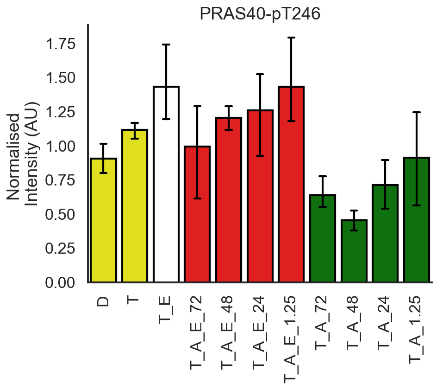 PRAS40-pT246
Normalised
Intensity (AU)
1.75
1.50
1.25
1.00
0.75
0.50
0.25
0.00
D
T
T_E
T_A_E_72
T_A_E_48
T_A_E_24
T_A_E_1.25
T_A_72
T_A_48
T_A_24
T_A_1.25